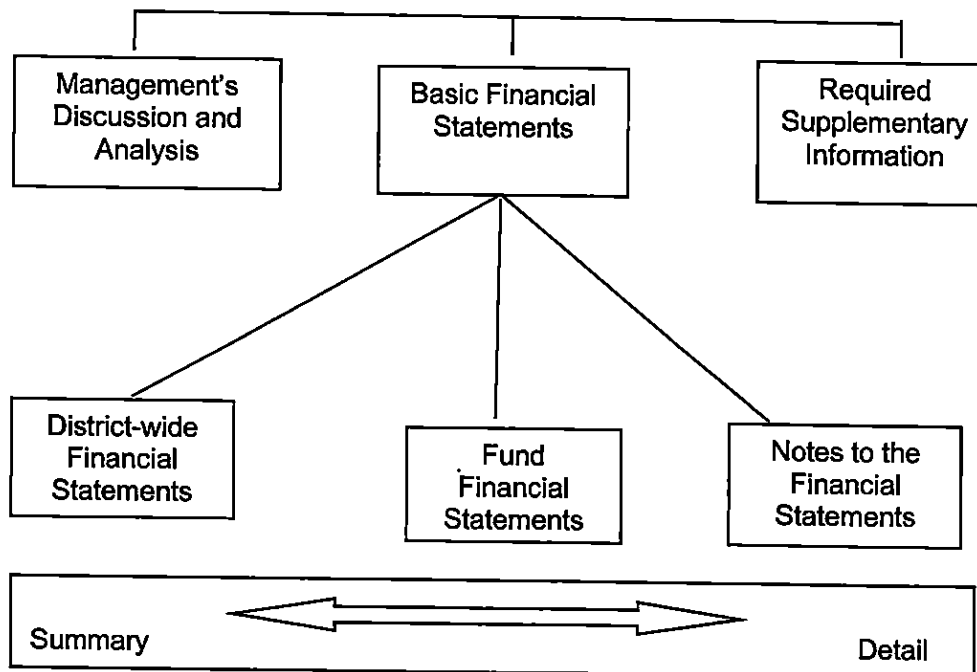 Management's
Discussion and
Analysis
Basic Financial
Statements
Required
Supplementary
Information
District-wide
Financial
Statements
Fund
Financial
Statements
Notes to the
Financial
Statements
Summary
Detail